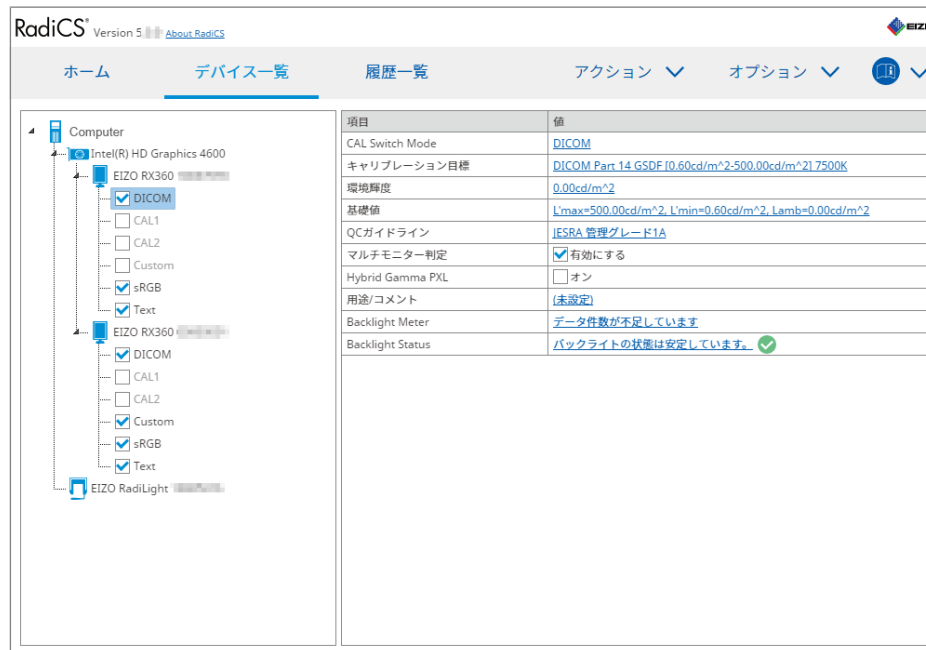 RadiCS® Version 5. About RadiCS
EIZO
ホーム デバイス一覧 履歴一覧 アクション オプション
Computer
Intel(R) HD Graphics 4600
EIZO RX360
DICOM
CAL1
CAL2
Custom
sRGB
Text
EIZO RX360
DICOM
CAL1
CAL2
Custom
sRGB
Text
EIZO RadiLight
項目 値
CAL Switch Mode DICOM
キャリブレーション目標 DICOM Part 14 GSDF [0.60cd/m^2-500.00cd/m^2] 7500K
環境輝度 0.00cd/m^2
基礎値 L'max=500.00cd/m^2, L'min=0.60cd/m^2, Lamb=0.00cd/m^2
QCガイドライン JESRA 管理グレード1A
マルチモニター判定 有効にする
Hybrid Gamma PXL オン
用途/コメント (未設定)
Backlight Meter データ件数が不足しています
Backlight Status バックライトの状態は安定しています。